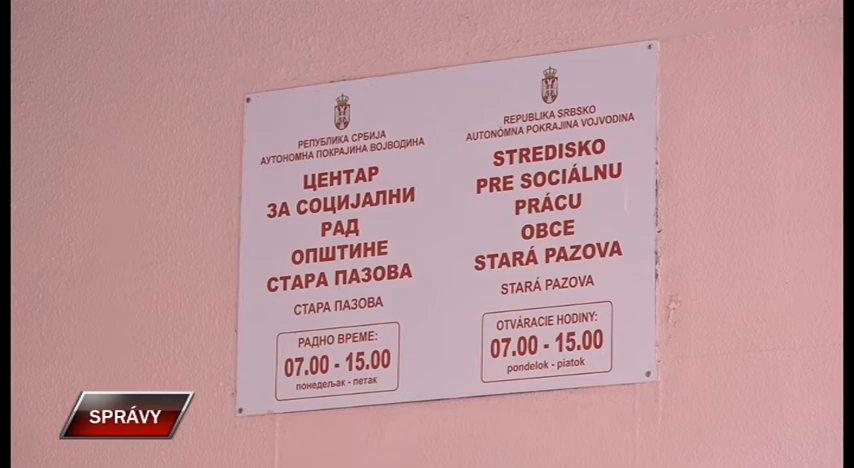 РЕПУБЛИКА СРБИЈА
АУТОНОМНА ПОКРАЈИНА ВОЈВОДИНА
ЦЕНТАР
ЗА СОЦИЈАЛНИ
РАД
ОПШТИНЕ
СТАРА ПАЗОВА
СТАРА ПАЗОВА
РАДНО ВРЕМЕ:
07.00 - 15.00
понедељак - петак
REPUBLIKA SRBSKO
AUTONÓMNA POKRAJINA VOJVODINA
STREDISKO
PRE SOCIÁLNU
PRÁCU
OBCE
STARÁ PAZOVA
STARÁ PAZOVA
OTVÁRACIE HODINY:
07.00 - 15.00
pondelok - piatok
SPRÁVY